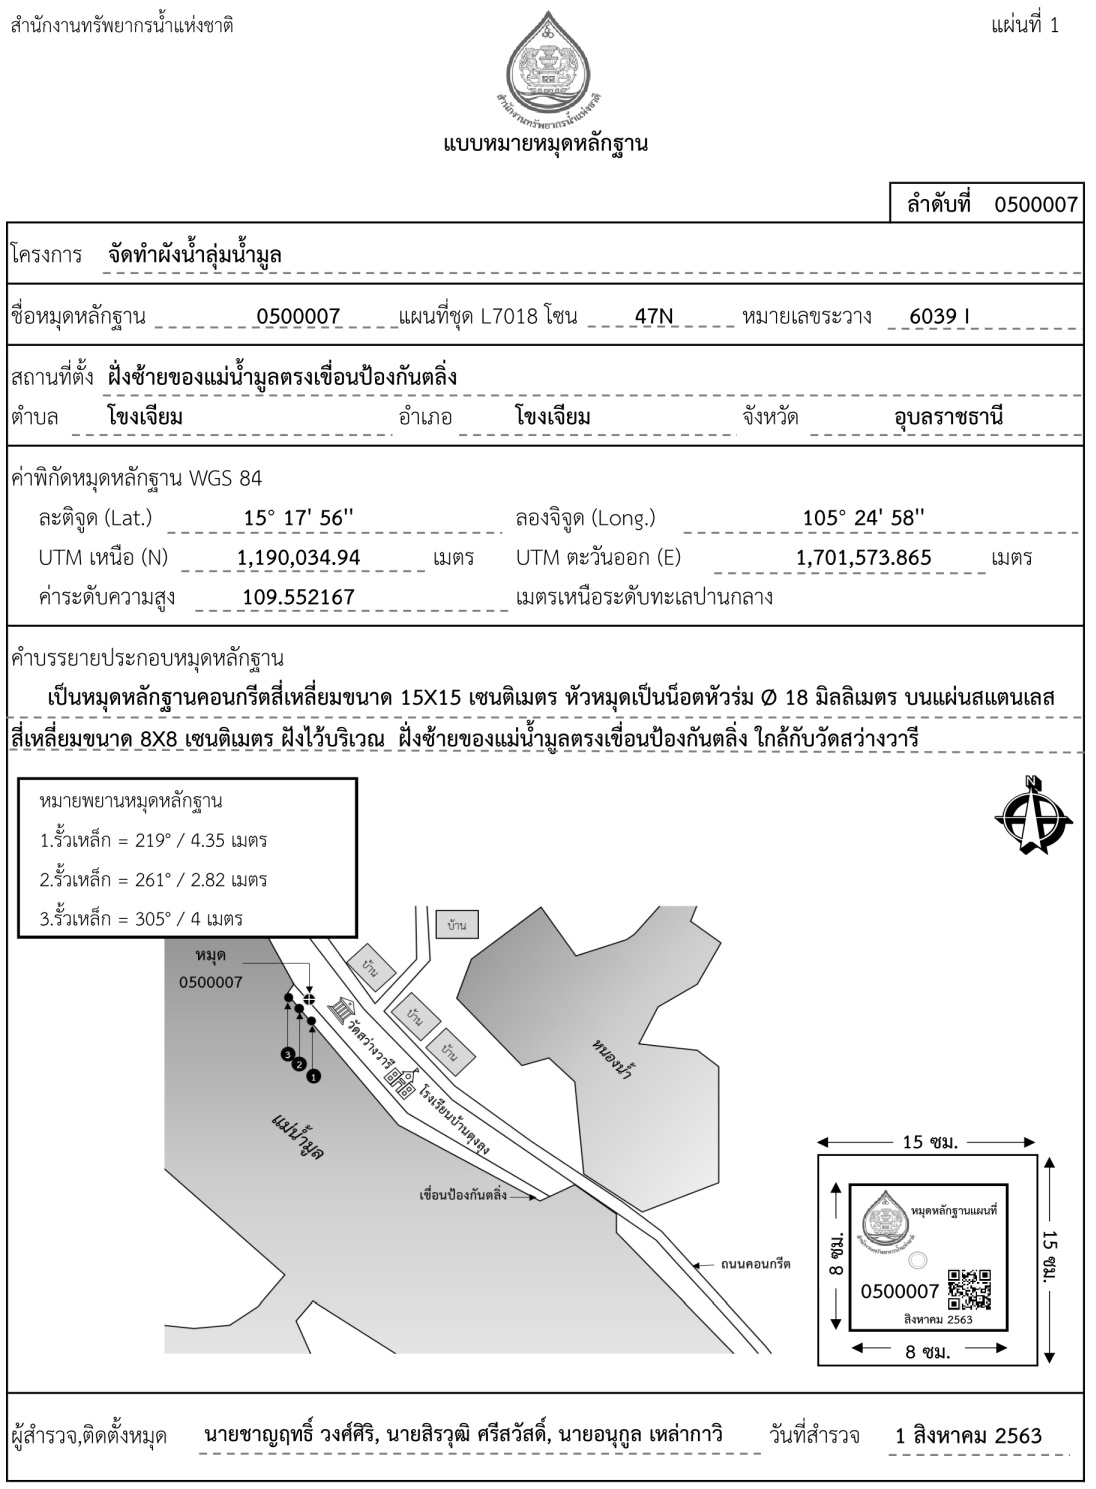 สำนักงานทรัพยากรน้ำแห่งชาติ
แผ่นที่ 1
สำนักงานทรัพยากรน้ำแห่งชาติ
แบบหมายหมุดหลักฐาน
ลำดับที่ 0500007
โครงการ จัดทำผังน้ำลุ่มน้ำมูล
ชื่อหมุดหลักฐาน 0500007 แผนที่ชุด L7018 โซน 47N หมายเลขระวาง 6039 I
สถานที่ตั้ง ฝั่งซ้ายของแม่น้ำมูลตรงเขื่อนป้องกันตลิ่ง
ตำบล โขงเจียม อำเภอ โขงเจียม จังหวัด อุบลราชธานี
ค่าพิกัดหมุดหลักฐาน WGS 84
ละติจูด (Lat.) 15° 17' 56" ลองจิจูด (Long.) 105° 24' 58"
UTM เหนือ (N) 1,190,034.94 เมตร UTM ตะวันออก (E) 1,701,573.865 เมตร
ค่าระดับความสูง 109.552167 เมตรเหนือระดับทะเลปานกลาง
คำบรรยายประกอบหมุดหลักฐาน
เป็นหมุดหลักฐานคอนกรีตสี่เหลี่ยมขนาด 15X15 เซนติเมตร หัวหมุดเป็นน็อตหัวร่ม Ø 18 มิลลิเมตร บนแผ่นสแตนเลส
สี่เหลี่ยมขนาด 8X8 เซนติเมตร ฝังไว้บริเวณ ฝั่งซ้ายของแม่น้ำมูลตรงเขื่อนป้องกันตลิ่ง ใกล้กับวัดสว่างวารี
หมายพยานหมุดหลักฐาน
1.รั้วเหล็ก = 219° / 4.35 เมตร
2.รั้วเหล็ก = 261° / 2.82 เมตร
3.รั้วเหล็ก = 305° / 4 เมตร
N
หมุด
0500007
บ้าน
บ้าน
บ้าน
บ้าน
วัดสว่างวารี
โรงเรียนบ้านตุงลุง
หนองน้ำ
3
2
1
แม่น้ำมูล
เขื่อนป้องกันตลิ่ง
ถนนคอนกรีต
15 ซม.
15 ซม.
8 ซม.
8 ซม.
หมุดหลักฐานแผนที่
สำนักงานทรัพยากรน้ำแห่งชาติ
0500007
สิงหาคม 2563
ผู้สำรวจ,ติดตั้งหมุด นายชาญฤทธิ์ วงศ์ศิริ, นายสิรวุฒิ ศรีสวัสดิ์, นายอนุกูล เหล่ากาวิ วันที่สำรวจ 1 สิงหาคม 2563